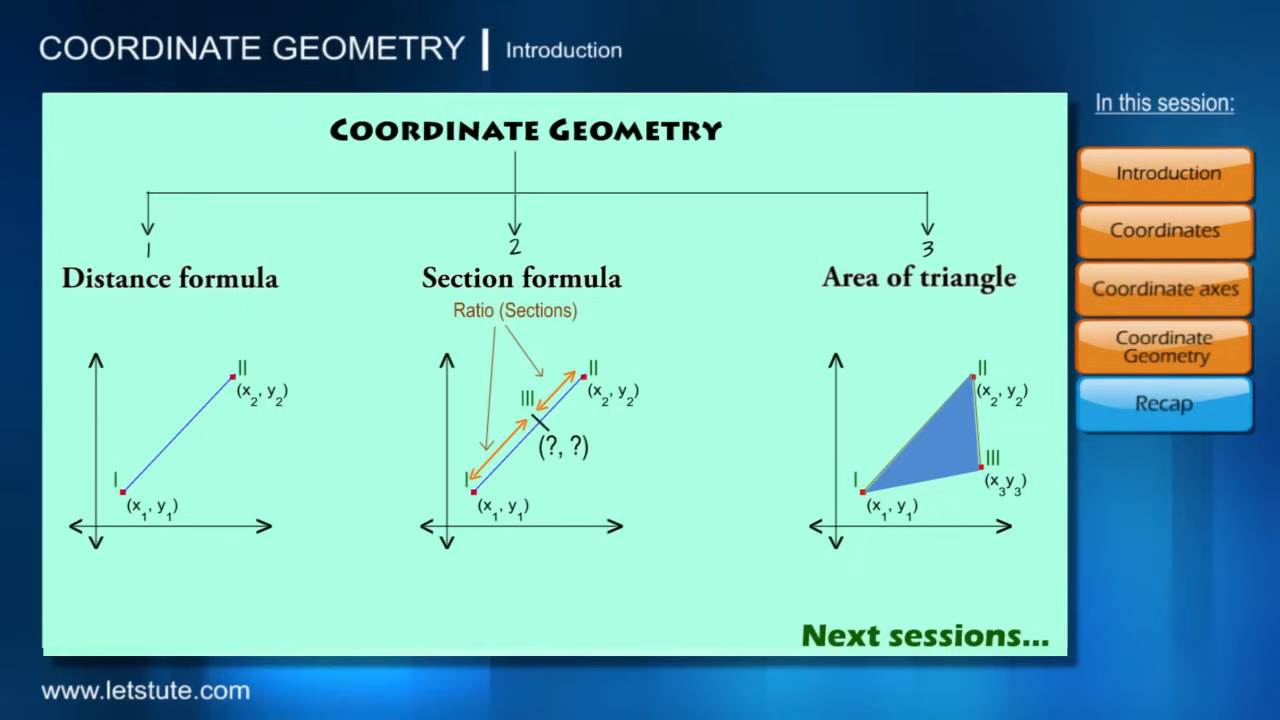 COORDINATE GEOMETRY | Introduction
In this session:
Introduction
Coordinates
Coordinate axes
Coordinate
Geometry
Recap
COORDINATE GEOMETRY
1
2
3
Distance formula
Section formula
Area of triangle
Ratio (Sections)
II
(x2, y2)
I
(x1, y1)
II
(x2, y2)
III
(?, ?)
I
(x1, y1)
II
(x2, y2)
III
(x3y3)
I
(x1, y1)
Next sessions...
www.letstute.com